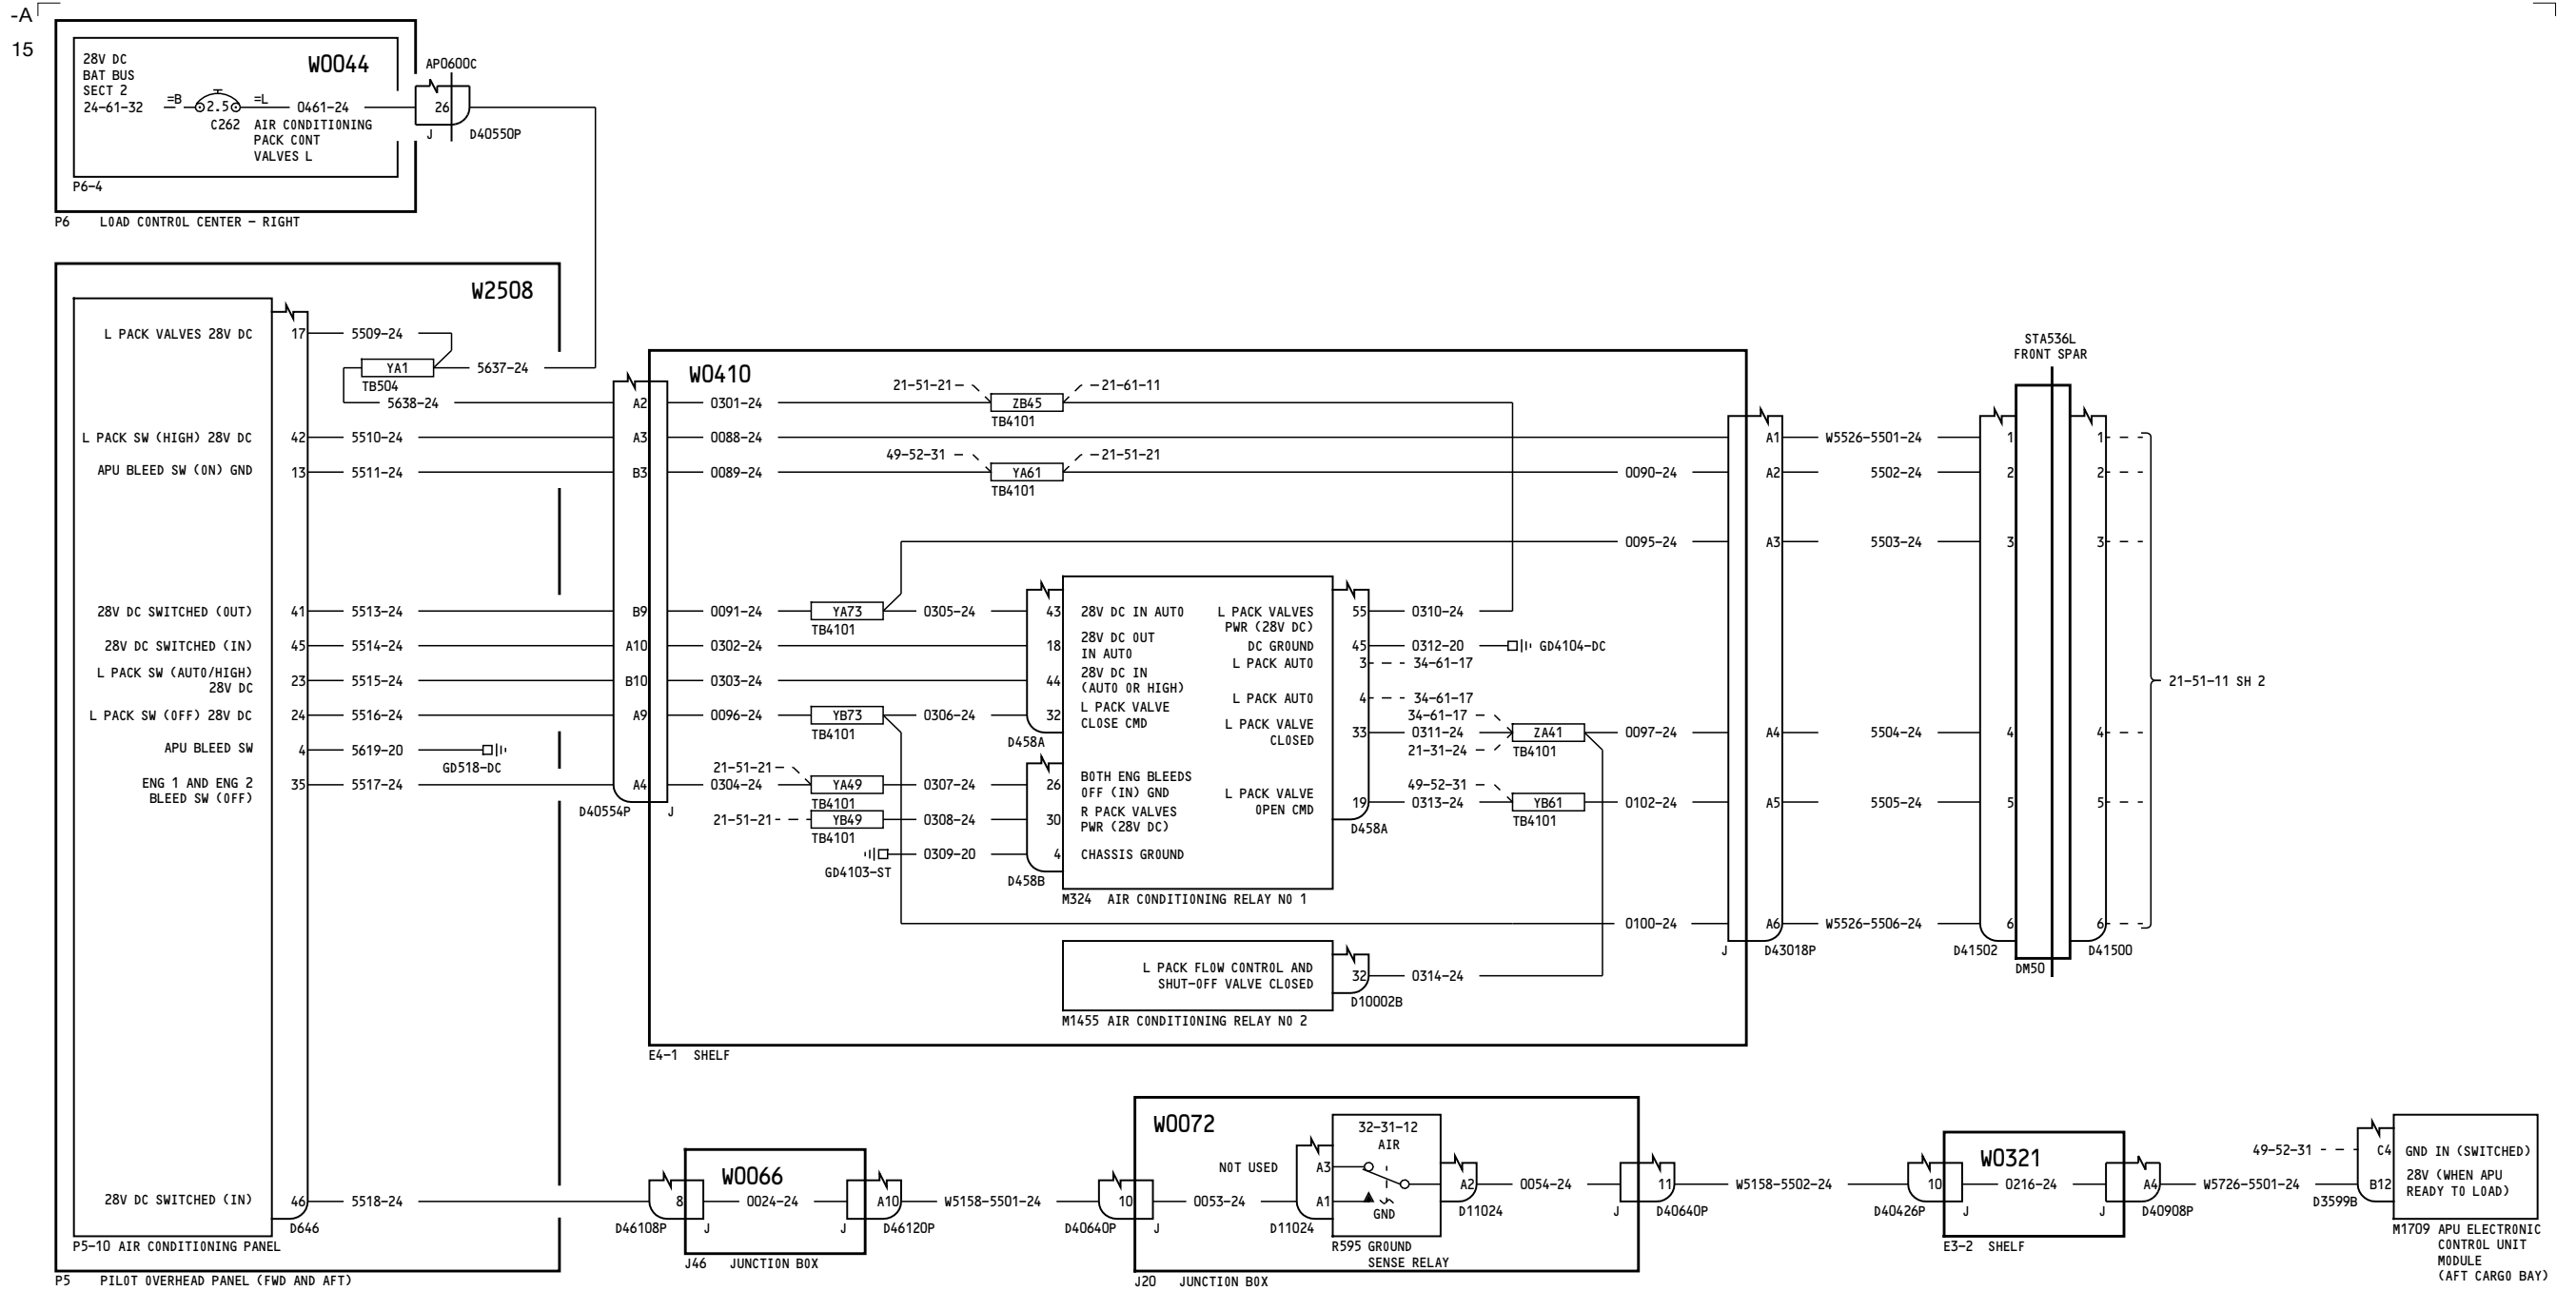 -A
15
28V DC
BAT BUS
SECT 2
24-61-32
=B
2.5
=L
0461-24
C262
AIR CONDITIONING
PACK CONT
VALVES L
W0044
P6-4
P6 LOAD CONTROL CENTER - RIGHT
AP0600C
26
J
D40550P
W2508
L PACK VALVES 28V DC
17
5509-24
YA1
TB504
5637-24
5638-24
L PACK SW (HIGH) 28V DC
42
5510-24
APU BLEED SW (ON) GND
13
5511-24
28V DC SWITCHED (OUT)
41
5513-24
28V DC SWITCHED (IN)
45
5514-24
L PACK SW (AUTO/HIGH)
28V DC
23
5515-24
L PACK SW (OFF) 28V DC
24
5516-24
APU BLEED SW
4
5619-20
GD518-DC
ENG 1 AND ENG 2
BLEED SW (OFF)
35
5517-24
28V DC SWITCHED (IN)
46
5518-24
D646
P5-10 AIR CONDITIONING PANEL
P5 PILOT OVERHEAD PANEL (FWD AND AFT)
A2
A3
B3
B9
A10
B10
A9
A4
D40554P
J
W0410
0301-24
21-51-21
ZB45
TB4101
21-61-11
0088-24
0089-24
49-52-31
YA61
TB4101
21-51-21
0090-24
0095-24
0091-24
YA73
TB4101
0305-24
0302-24
0303-24
0096-24
YB73
TB4101
0306-24
21-51-21
0304-24
YA49
TB4101
0307-24
21-51-21
YB49
TB4101
0308-24
0309-20
GD4103-ST
43
18
44
32
D458A
26
30
4
D458B
28V DC IN AUTO
28V DC OUT
IN AUTO
28V DC IN
(AUTO OR HIGH)
L PACK VALVE
CLOSE CMD
BOTH ENG BLEEDS
OFF (IN) GND
R PACK VALVES
PWR (28V DC)
CHASSIS GROUND
L PACK VALVES
PWR (28V DC)
DC GROUND
L PACK AUTO
L PACK AUTO
L PACK VALVE
CLOSED
L PACK VALVE
OPEN CMD
M324 AIR CONDITIONING RELAY NO 1
55
0310-24
45
0312-20
GD4104-DC
3
34-61-17
4
34-61-17
34-61-17
33
0311-24
21-31-24
ZA41
TB4101
0097-24
49-52-31
19
0313-24
YB61
TB4101
0102-24
D458A
0100-24
L PACK FLOW CONTROL AND
SHUT-OFF VALVE CLOSED
32
0314-24
D10002B
M1455 AIR CONDITIONING RELAY NO 2
E4-1 SHELF
A1
A2
A3
A4
A5
A6
J
D43018P
W5526-5501-24
5502-24
5503-24
5504-24
5505-24
W5526-5506-24
STA536L
FRONT SPAR
1
2
3
4
5
6
D41502
DM50
1
2
3
4
5
6
D41500
21-51-11 SH 2
8
D46108P
J
W0066
0024-24
A10
J
D46120P
J46 JUNCTION BOX
W5158-5501-24
10
D40640P
J
W0072
0053-24
NOT USED
A3
A1
D11024
32-31-12
AIR
GND
A2
D11024
R595 GROUND
SENSE RELAY
0054-24
11
J
D40640P
J20 JUNCTION BOX
W5158-5502-24
10
D40426P
J
W0321
0216-24
A4
J
D40908P
E3-2 SHELF
W5726-5501-24
49-52-31
C4
B12
D3599B
GND IN (SWITCHED)
28V (WHEN APU
READY TO LOAD)
M1709 APU ELECTRONIC
CONTROL UNIT
MODULE
(AFT CARGO BAY)